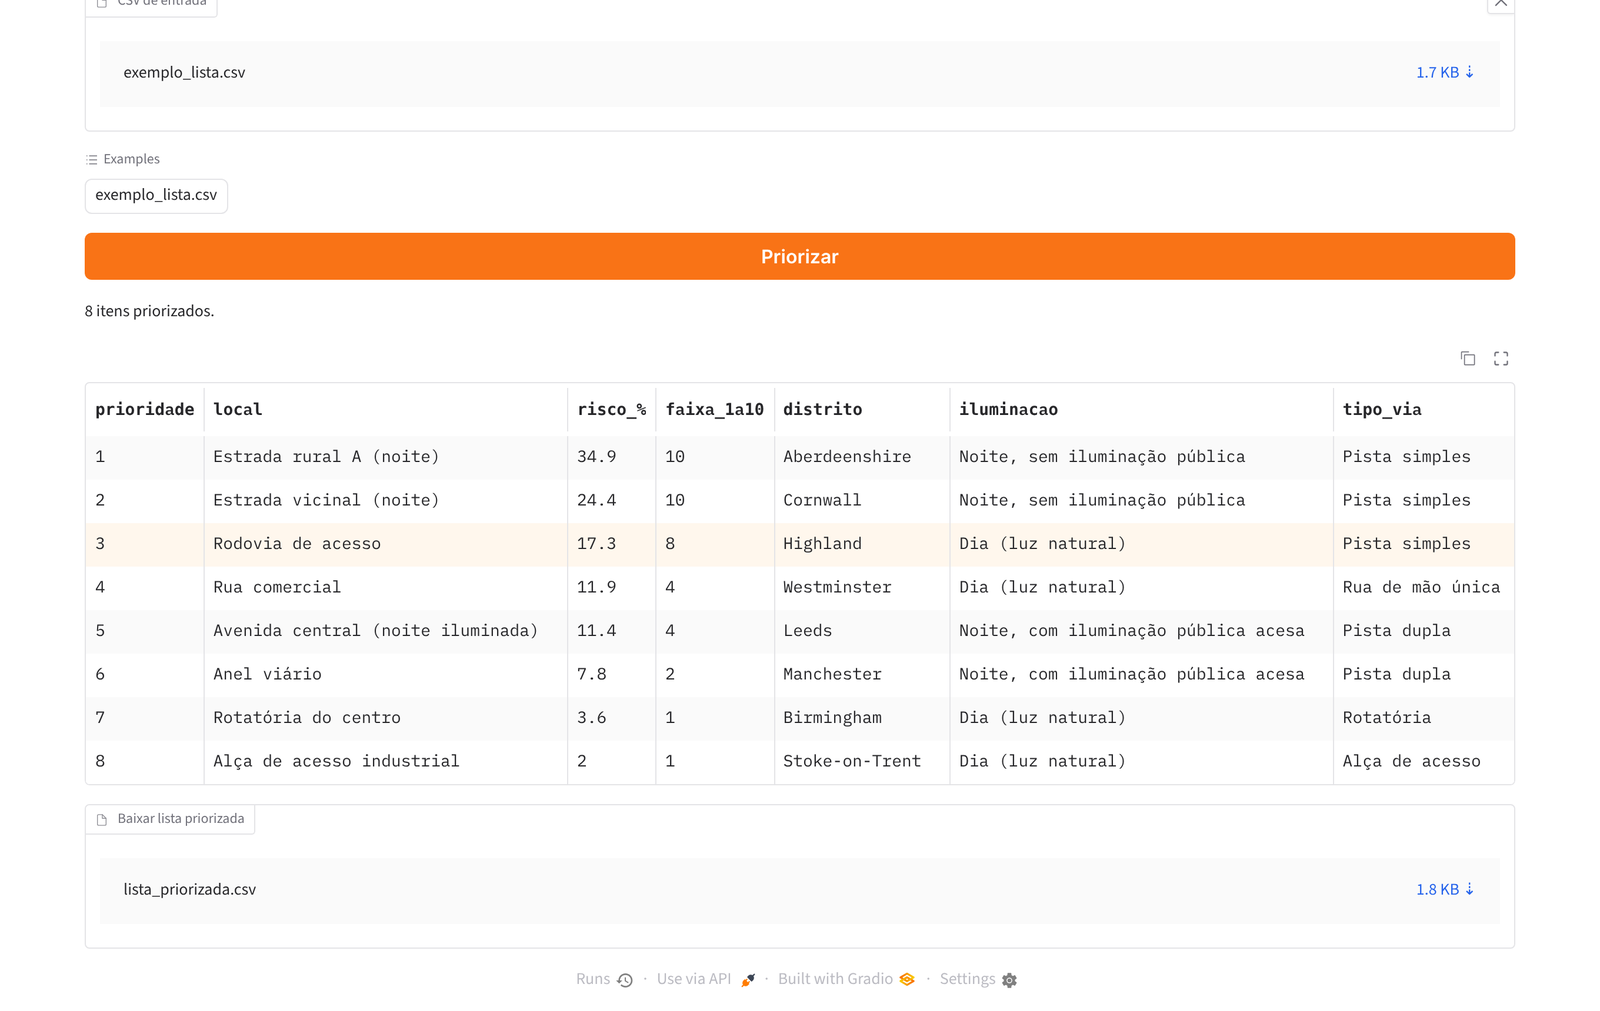 CSV de entrada
exemplo_lista.csv 1.7 KB ⇣
Examples
exemplo_lista.csv
Priorizar
8 itens priorizados.
prioridade local risco_% faixa_1a10 distrito iluminacao tipo_via
1 Estrada rural A (noite) 34.9 10 Aberdeenshire Noite, sem iluminação pública Pista simples
2 Estrada vicinal (noite) 24.4 10 Cornwall Noite, sem iluminação pública Pista simples
3 Rodovia de acesso 17.3 8 Highland Dia (luz natural) Pista simples
4 Rua comercial 11.9 4 Westminster Dia (luz natural) Rua de mão única
5 Avenida central (noite iluminada) 11.4 4 Leeds Noite, com iluminação pública acesa Pista dupla
6 Anel viário 7.8 2 Manchester Noite, com iluminação pública acesa Pista dupla
7 Rotatória do centro 3.6 1 Birmingham Dia (luz natural) Rotatória
8 Alça de acesso industrial 2 1 Stoke-on-Trent Dia (luz natural) Alça de acesso
Baixar lista priorizada
lista_priorizada.csv 1.8 KB ⇣
Runs · Use via API · Built with Gradio · Settings